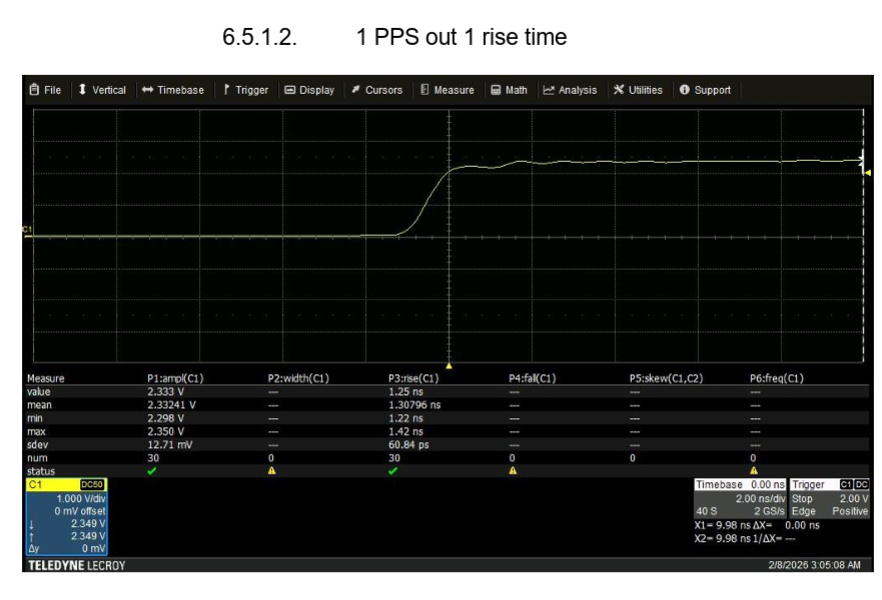 6.5.1.2. 1 PPS out 1 rise time
File Vertical Timebase Trigger Display Cursors Measure Math Analysis Utilities Support
C1
Measure P1:ampl(C1) P2:width(C1) P3:rise(C1) P4:fall(C1) P5:skew(C1,C2) P6:freq(C1)
value 2.333 V --- 1.25 ns --- --- ---
mean 2.33241 V --- 1.30796 ns --- --- ---
min 2.298 V --- 1.22 ns --- --- ---
max 2.350 V --- 1.42 ns --- --- ---
sdev 12.71 mV --- 60.84 ps --- --- ---
num 30 0 30 0 0 0
status
C1 DC50
1.000 V/div
0 mV offset
↓ 2.349 V
↑ 2.349 V
Δy 0 mV
Timebase 0.00 ns Trigger C1 DC
2.00 ns/div Stop 2.00 V
40 S 2 GS/s Edge Positive
X1= 9.98 ns ΔX= 0.00 ns
X2= 9.98 ns 1/ΔX= ---
TELEDYNE LECROY 2/8/2026 3:05:08 AM